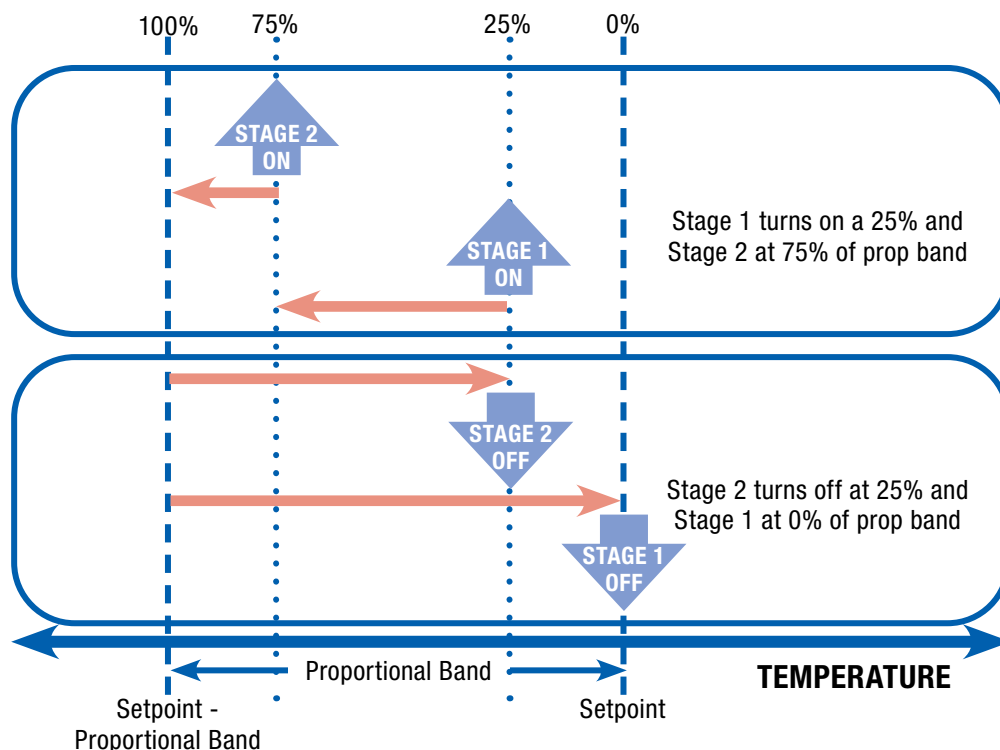 100% 75% 25% 0%
STAGE 2
ON
STAGE 1
ON
Stage 1 turns on a 25% and
Stage 2 at 75% of prop band
STAGE 2
OFF
Stage 2 turns off at 25% and
Stage 1 at 0% of prop band
STAGE 1
OFF
Proportional Band
TEMPERATURE
Setpoint -
Proportional Band
Setpoint